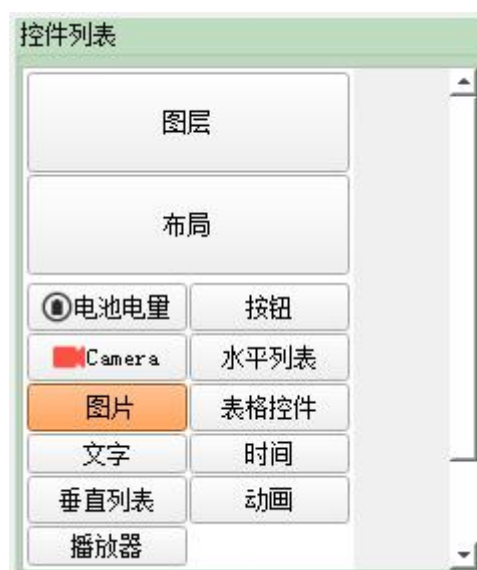 控件列表
图层
布局
电池电量 按钮
Camera 水平列表
图片 表格控件
文字 时间
垂直列表 动画
播放器